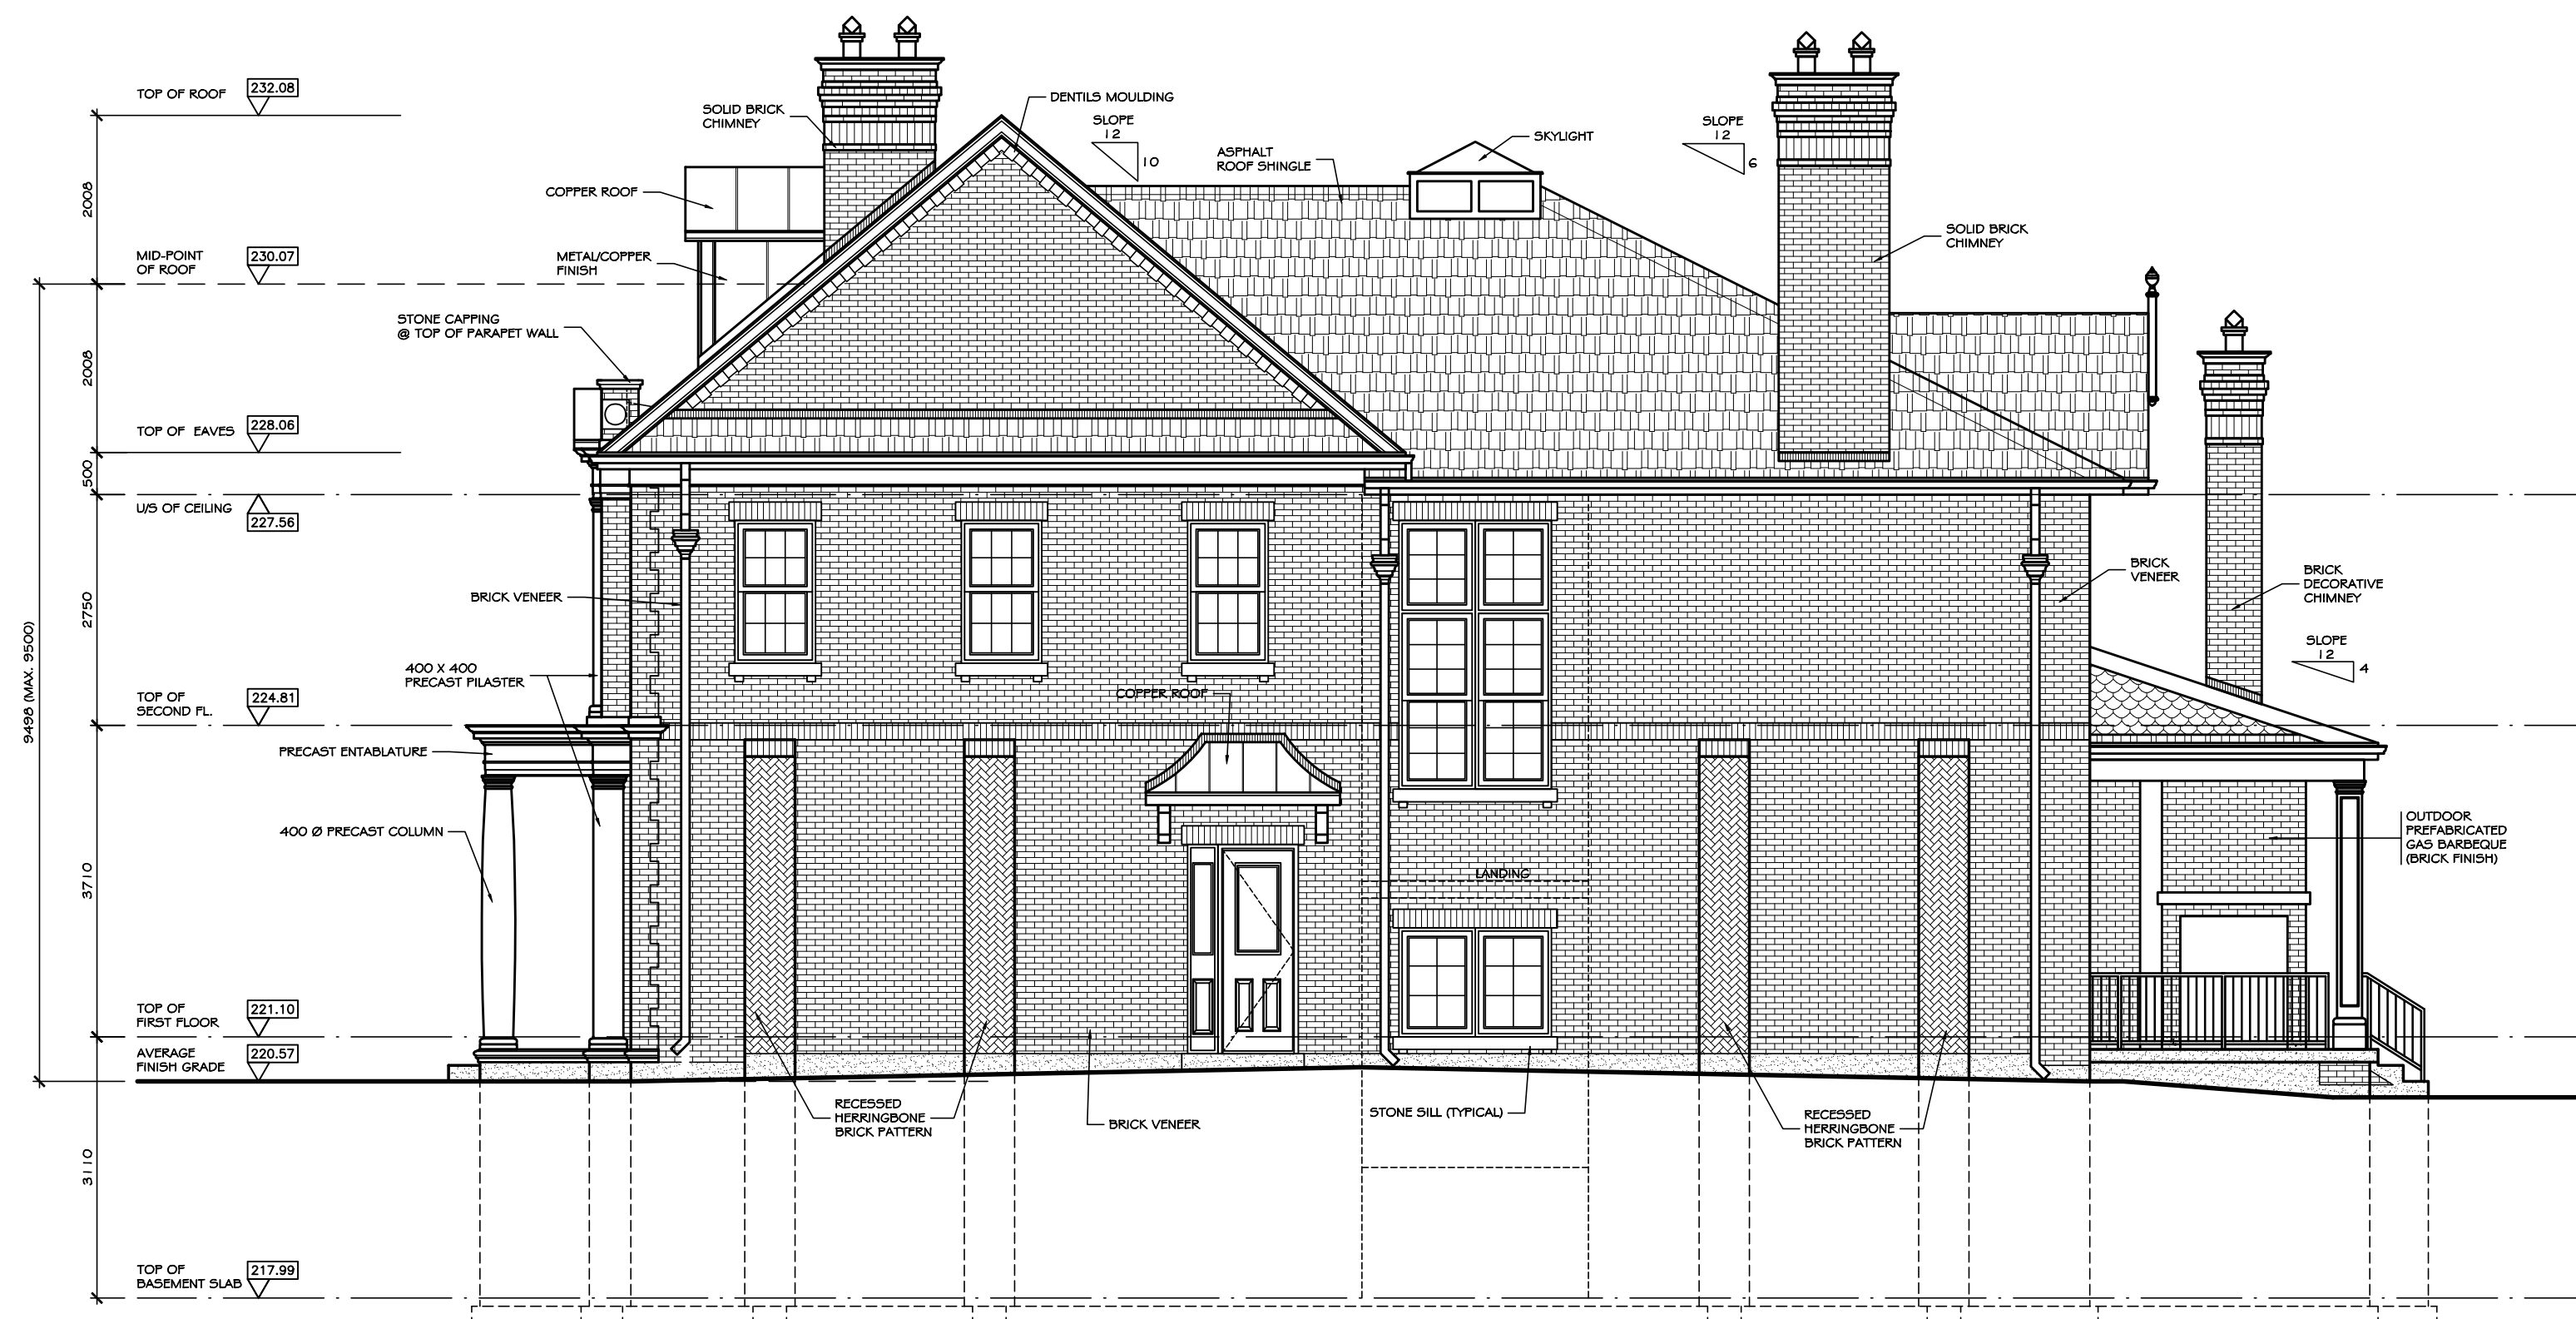 TOP OF ROOF 232.08
2008
MID-POINT
OF ROOF 230.07
2008
TOP OF EAVES 228.06
500
U/S OF CEILING
227.56
2750
9498 (MAX. 9500)
TOP OF
SECOND FL. 224.81
3710
TOP OF
FIRST FLOOR 221.10
AVERAGE
FINISH GRADE 220.57
3110
TOP OF
BASEMENT SLAB 217.99
SOLID BRICK
CHIMNEY
DENTILS MOULDING
SLOPE
12
10
ASPHALT
ROOF SHINGLE
SKYLIGHT
SLOPE
12
6
COPPER ROOF
METAL/COPPER
FINISH
SOLID BRICK
CHIMNEY
STONE CAPPING
@ TOP OF PARAPET WALL
BRICK VENEER
BRICK
VENEER
BRICK
DECORATIVE
CHIMNEY
SLOPE
12
4
400 X 400
PRECAST PILASTER
COPPER ROOF
PRECAST ENTABLATURE
400 Ø PRECAST COLUMN
LANDING
OUTDOOR
PREFABRICATED
GAS BARBEQUE
(BRICK FINISH)
RECESSED
HERRINGBONE
BRICK PATTERN
BRICK VENEER
STONE SILL (TYPICAL)
RECESSED
HERRINGBONE
BRICK PATTERN